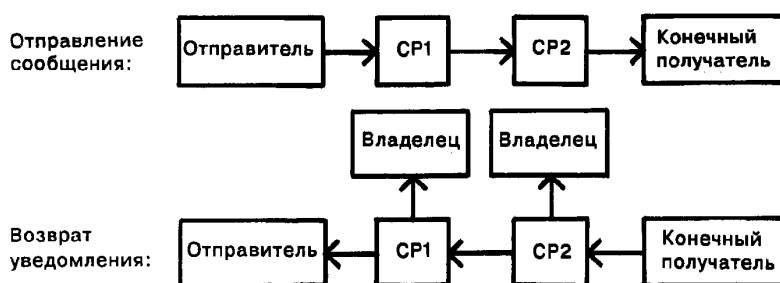 Отправление
сообщения:
Отправитель
СР1
СР2
Конечный
получатель
Владелец
Владелец
Возврат
уведомления:
Отправитель
СР1
СР2
Конечный
получатель